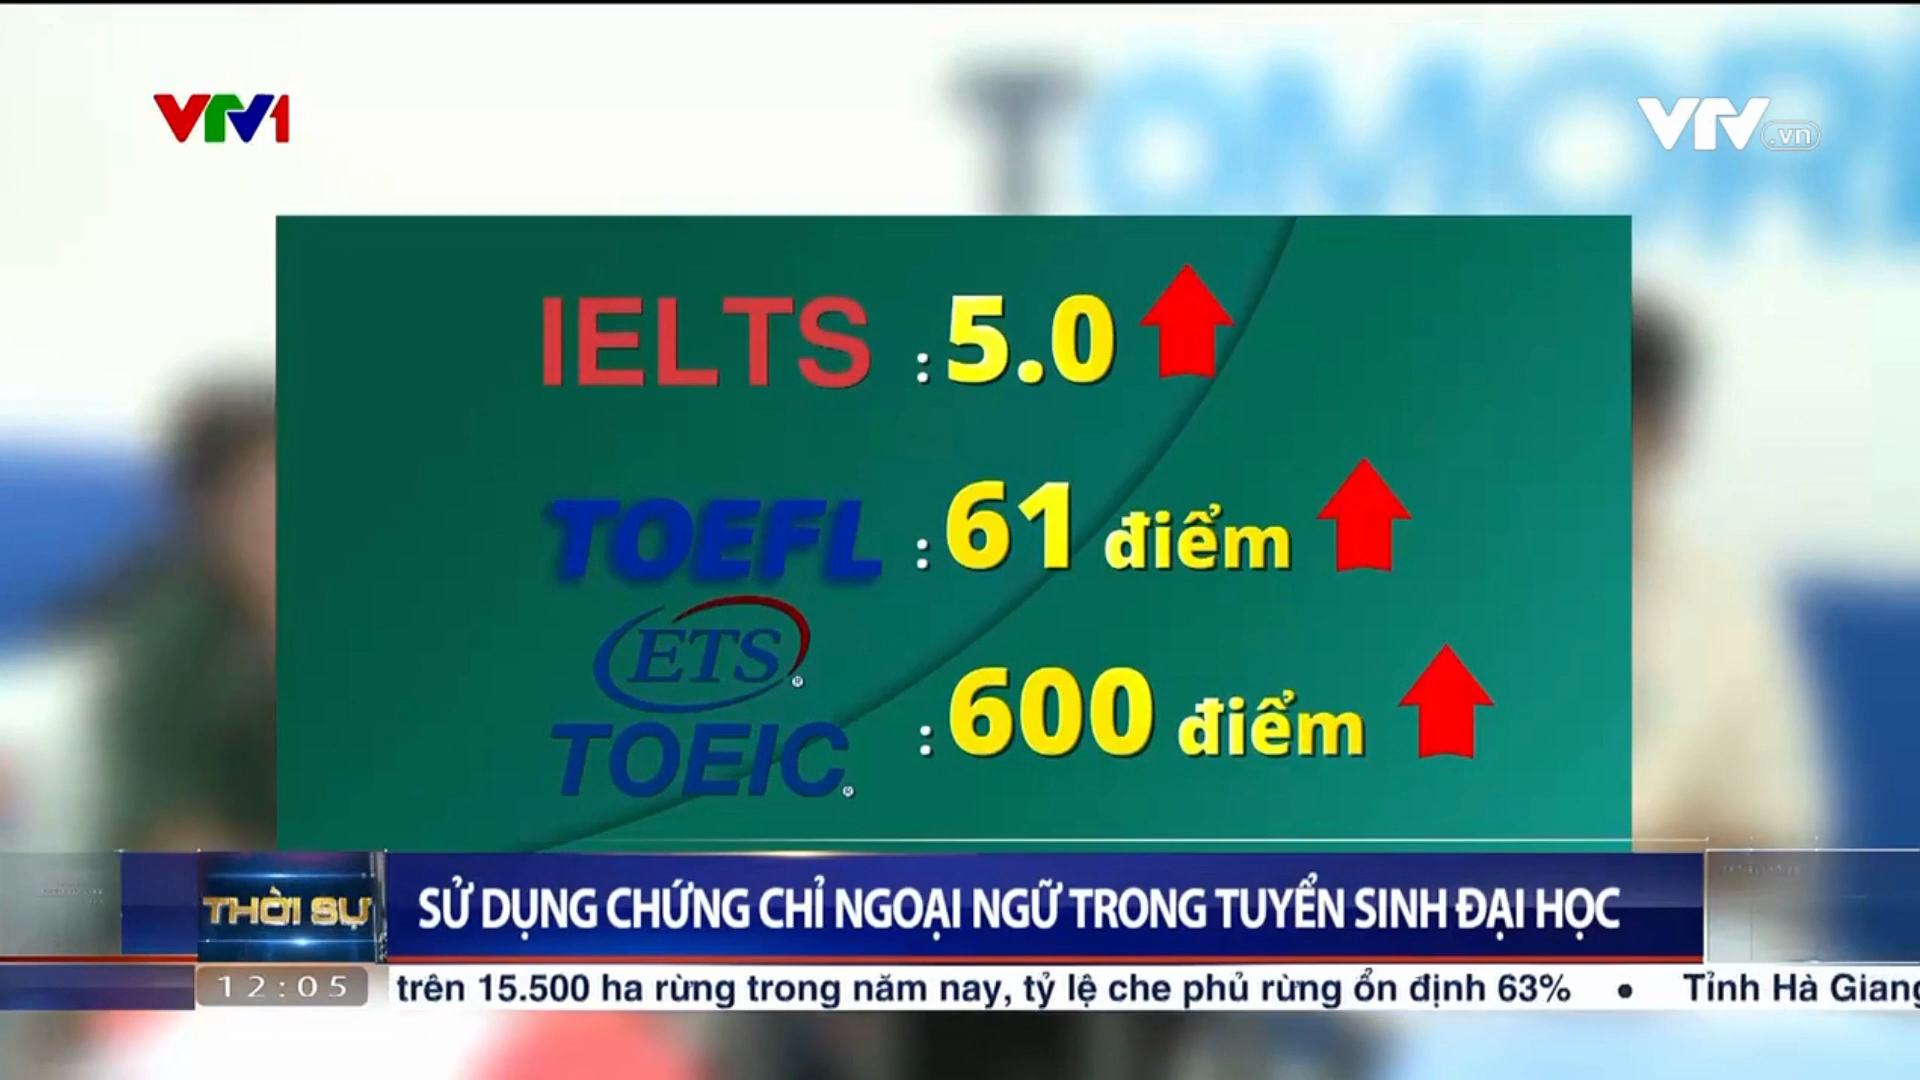 VTV1
VTV.vn
TOMOR
IELTS : 5.0
TOEFL : 61 điểm
ETS®
TOEIC® : 600 điểm
THỜI SỰ
SỬ DỤNG CHỨNG CHỈ NGOẠI NGỮ TRONG TUYỂN SINH ĐẠI HỌC
12:05
trên 15.500 ha rừng trong năm nay, tỷ lệ che phủ rừng ổn định 63% • Tỉnh Hà Giang